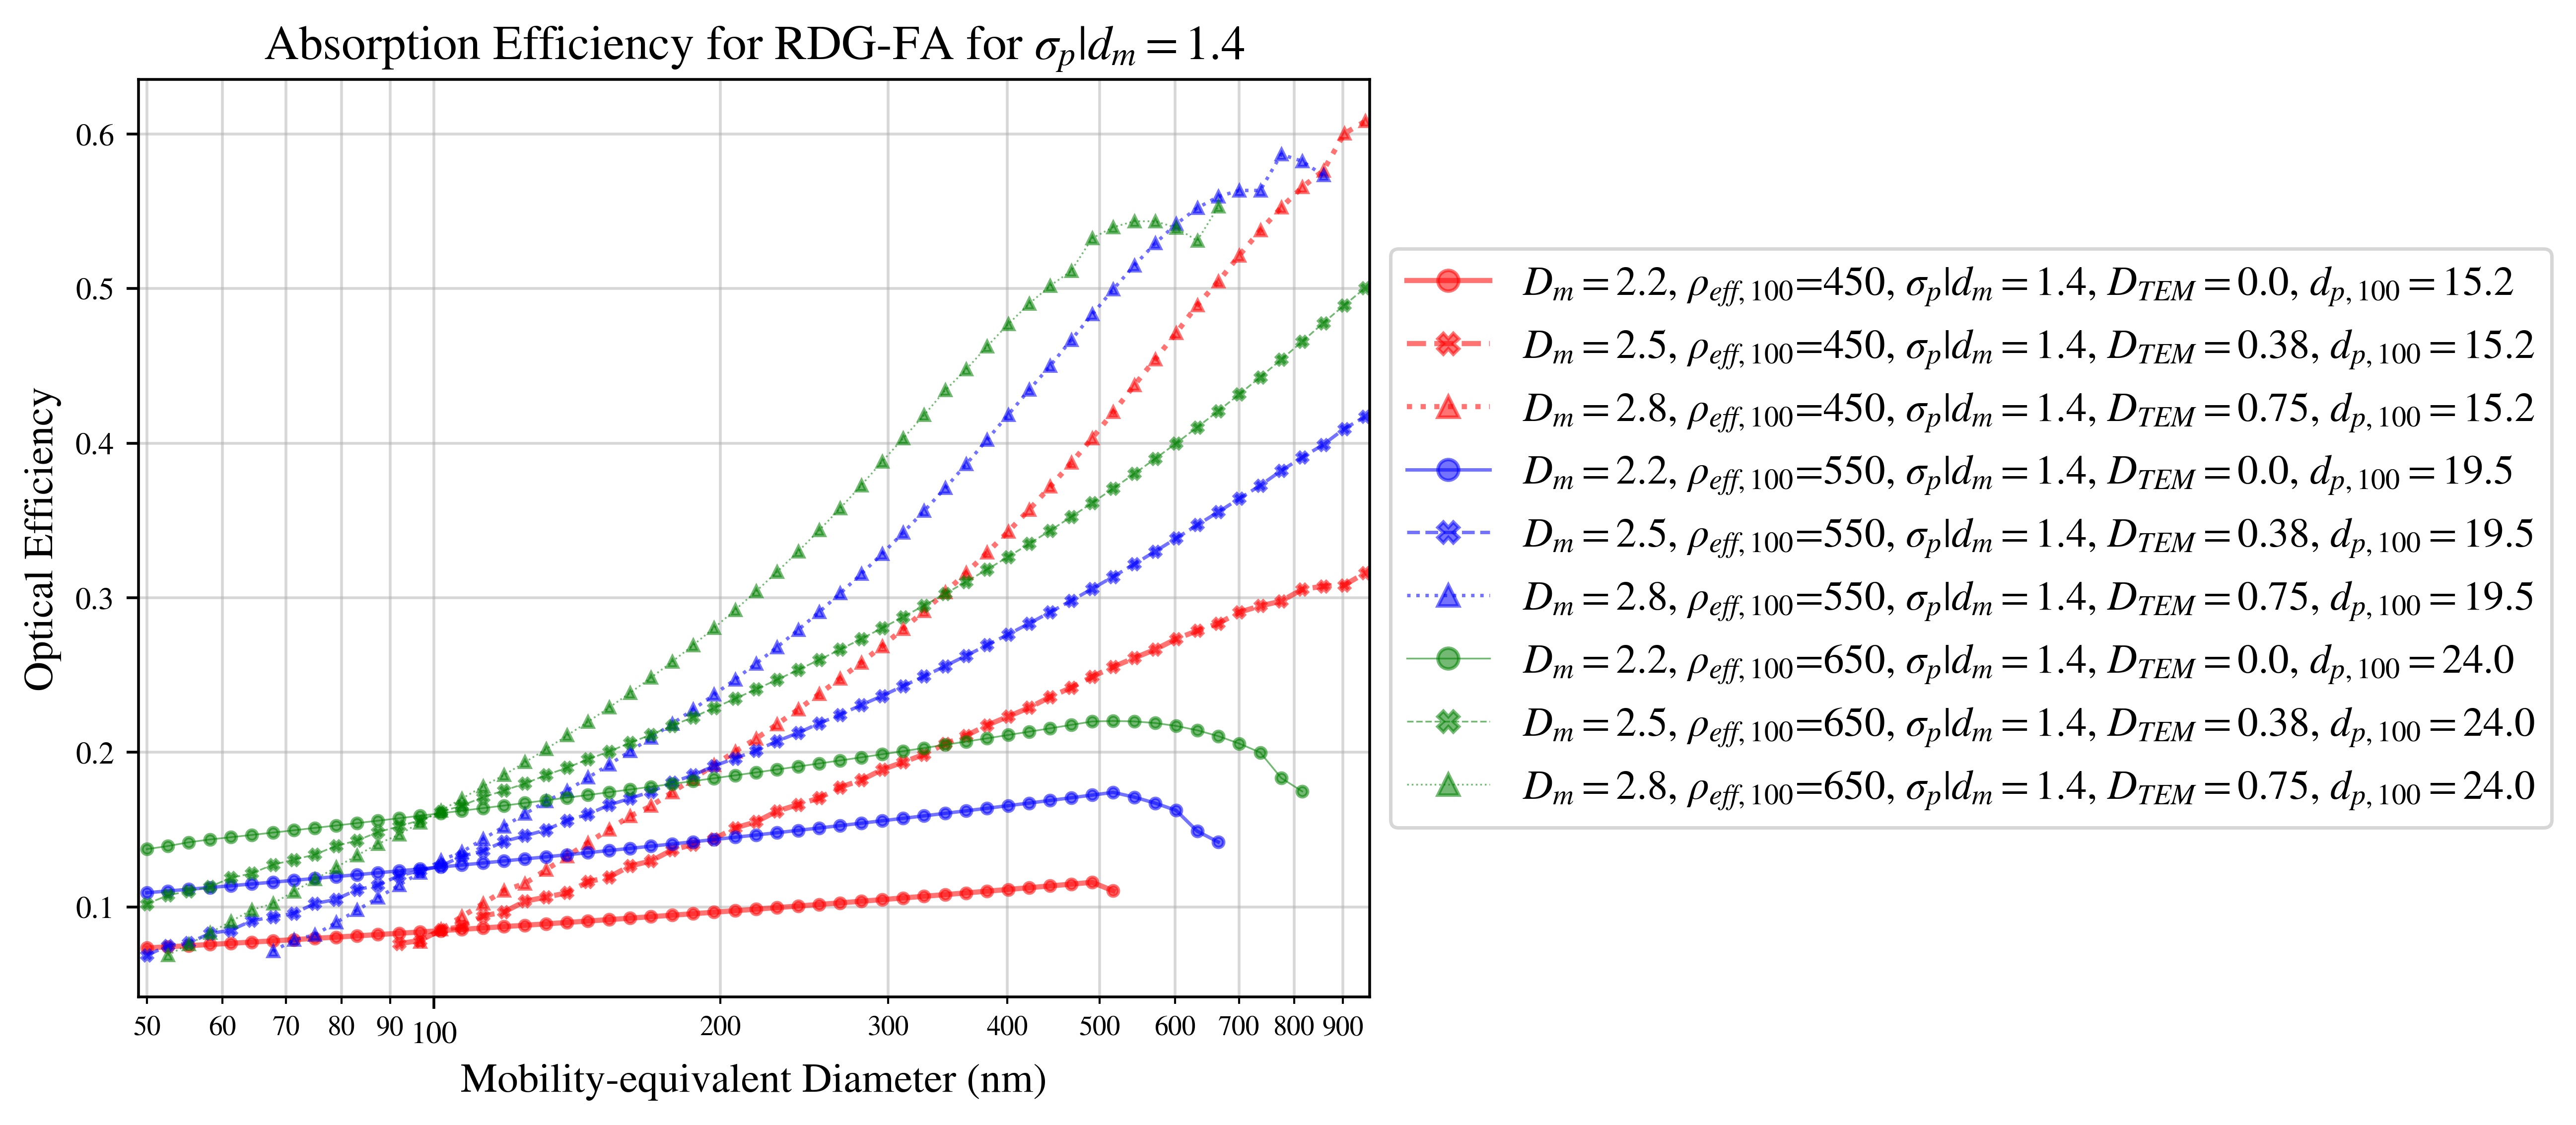 Absorption Efficiency for RDG-FA for σp|dm = 1.4
Optical Efficiency
0.6
0.5
0.4
0.3
0.2
0.1
50 60 70 80 90 100 200 300 400 500 600 700 800 900
Mobility-equivalent Diameter (nm)
Dm = 2.2, ρeff, 100=450, σp|dm = 1.4, DTEM = 0.0, dp, 100 = 15.2
Dm = 2.5, ρeff, 100=450, σp|dm = 1.4, DTEM = 0.38, dp, 100 = 15.2
Dm = 2.8, ρeff, 100=450, σp|dm = 1.4, DTEM = 0.75, dp, 100 = 15.2
Dm = 2.2, ρeff, 100=550, σp|dm = 1.4, DTEM = 0.0, dp, 100 = 19.5
Dm = 2.5, ρeff, 100=550, σp|dm = 1.4, DTEM = 0.38, dp, 100 = 19.5
Dm = 2.8, ρeff, 100=550, σp|dm = 1.4, DTEM = 0.75, dp, 100 = 19.5
Dm = 2.2, ρeff, 100=650, σp|dm = 1.4, DTEM = 0.0, dp, 100 = 24.0
Dm = 2.5, ρeff, 100=650, σp|dm = 1.4, DTEM = 0.38, dp, 100 = 24.0
Dm = 2.8, ρeff, 100=650, σp|dm = 1.4, DTEM = 0.75, dp, 100 = 24.0